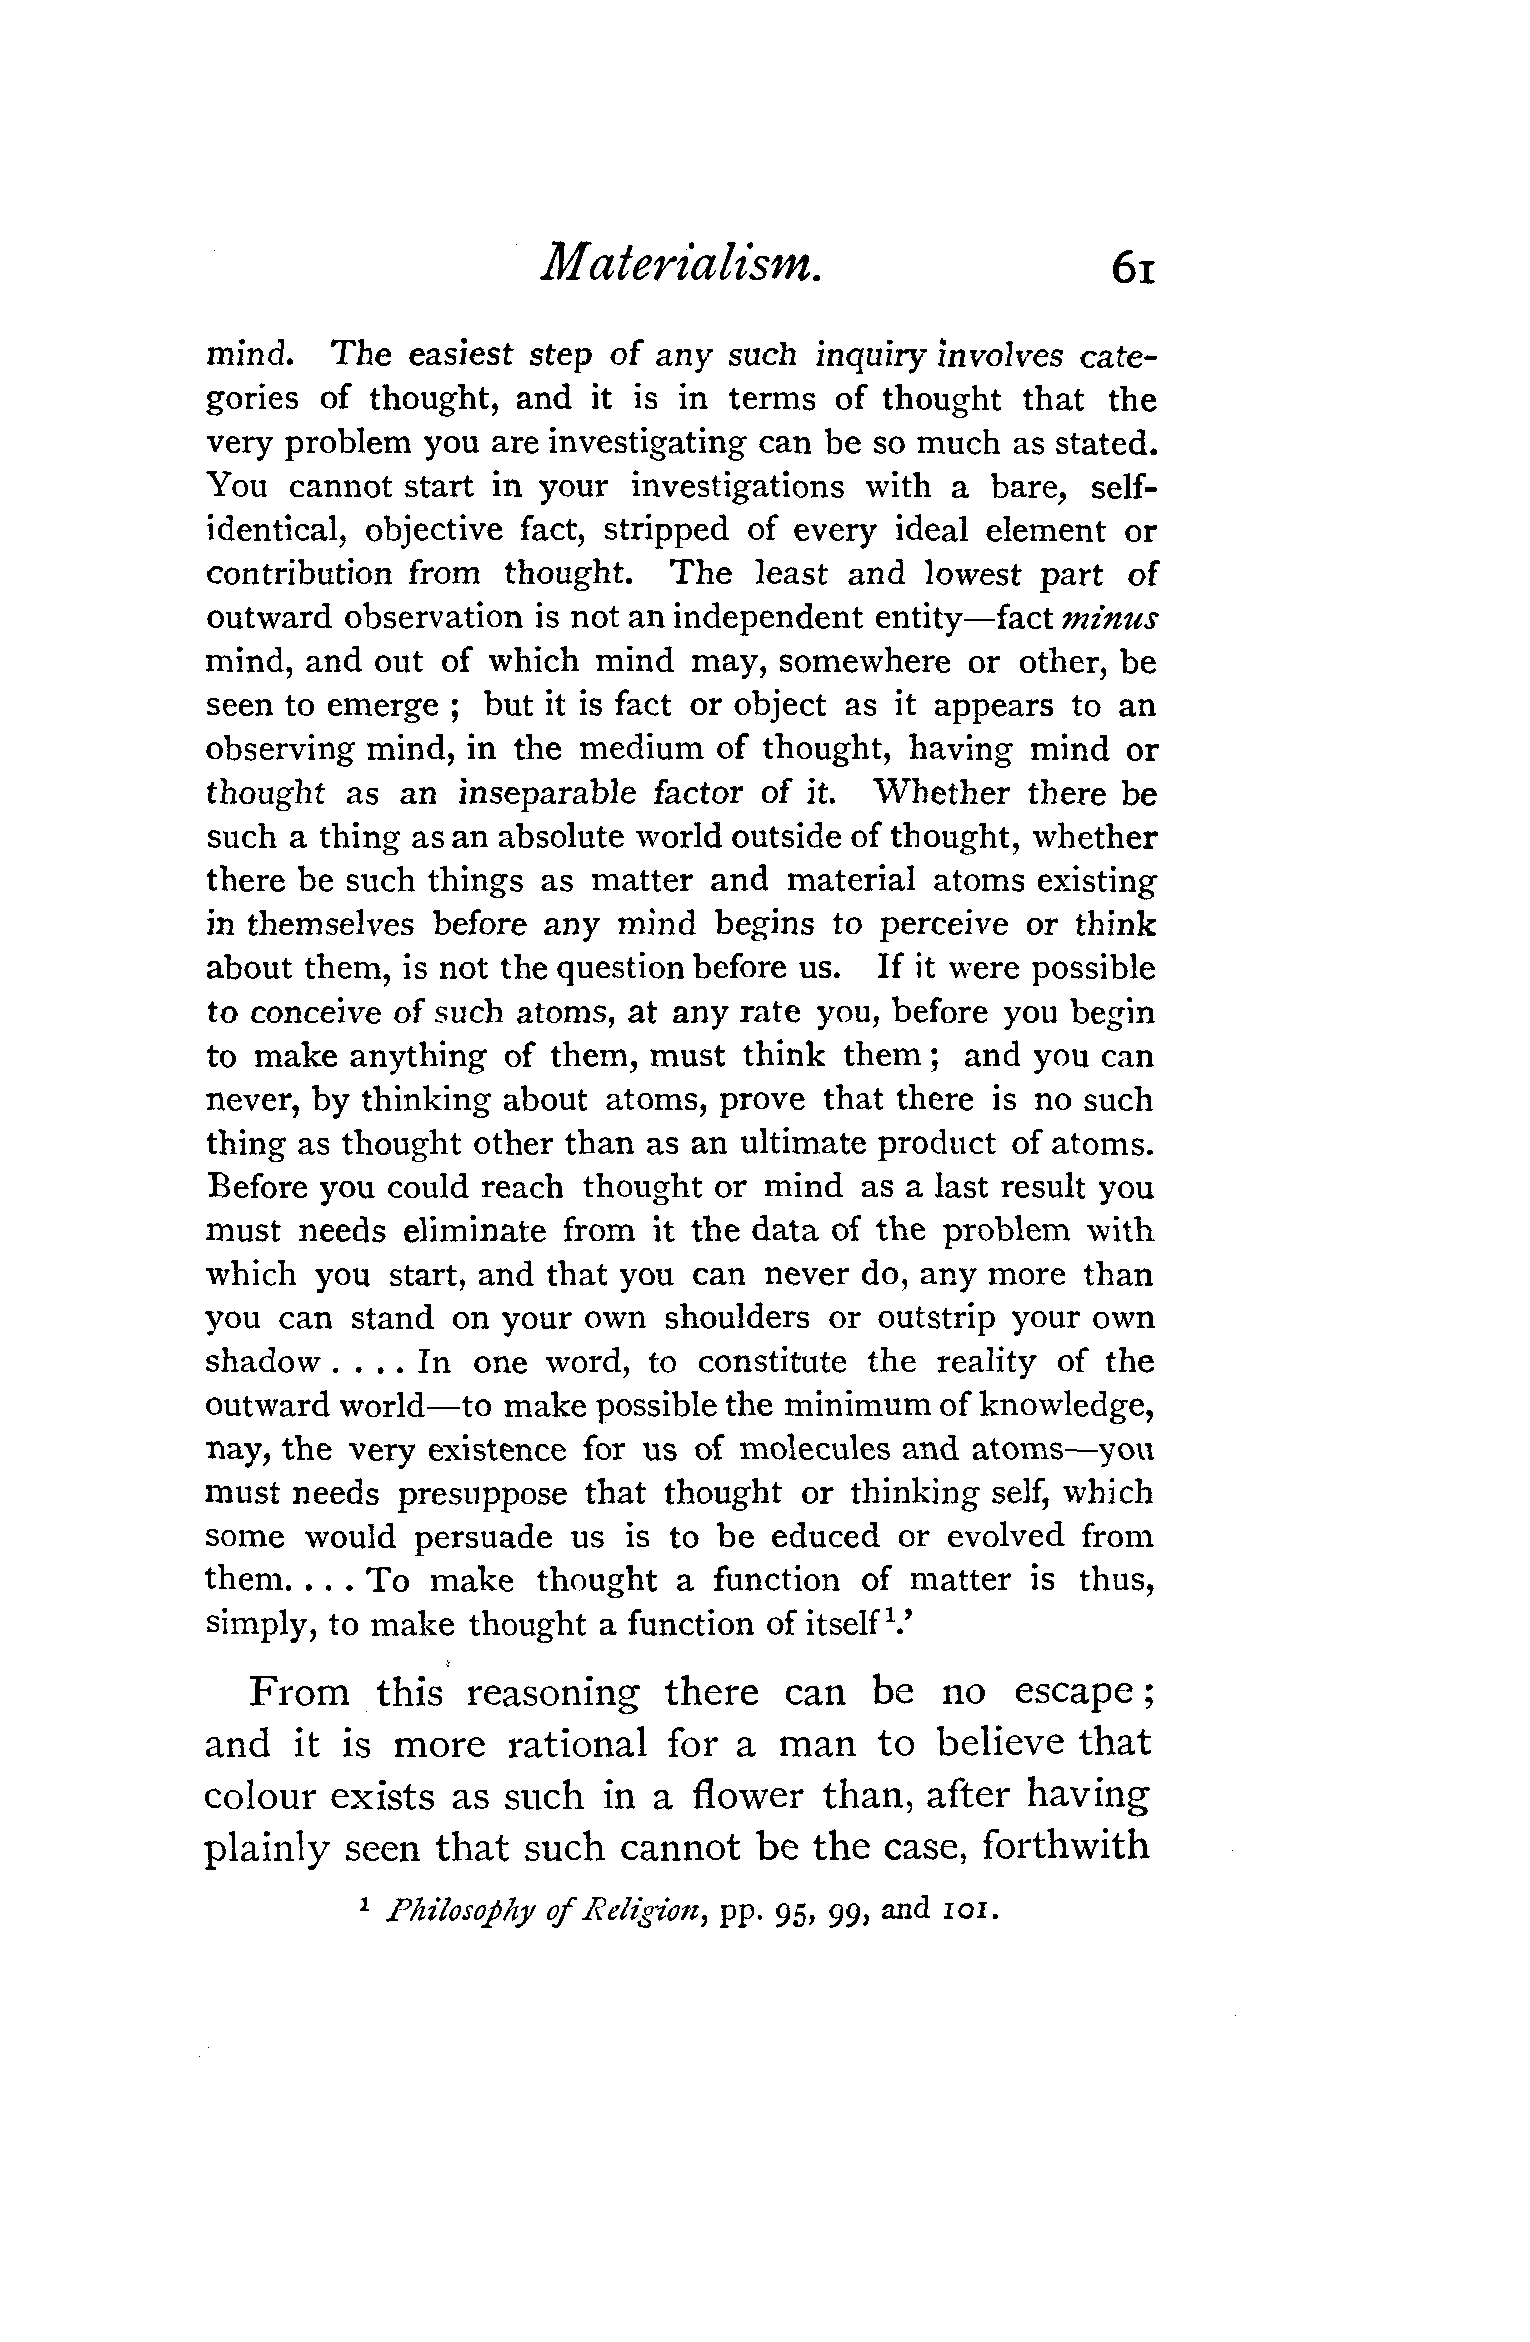 Materialism. 61
mind. The easiest step of any such inquiry involves cate-
gories of thought, and it is in terms of thought that the
very problem you are investigating can be so much as stated.
You cannot start in your investigations with a bare, self-
identical, objective fact, stripped of every ideal element or
contribution from thought. The least and lowest part of
outward observation is not an independent entity—fact minus
mind, and out of which mind may, somewhere or other, be
seen to emerge ; but it is fact or object as it appears to an
observing mind, in the medium of thought, having mind or
thought as an inseparable factor of it. Whether there be
such a thing as an absolute world outside of thought, whether
there be such things as matter and material atoms existing
in themselves before any mind begins to perceive or think
about them, is not the question before us. If it were possible
to conceive of such atoms, at any rate you, before you begin
to make anything of them, must think them ; and you can
never, by thinking about atoms, prove that there is no such
thing as thought other than as an ultimate product of atoms.
Before you could reach thought or mind as a last result you
must needs eliminate from it the data of the problem with
which you start, and that you can never do, any more than
you can stand on your own shoulders or outstrip your own
shadow . . . . In one word, to constitute the reality of the
outward world—to make possible the minimum of knowledge,
nay, the very existence for us of molecules and atoms—you
must needs presuppose that thought or thinking self, which
some would persuade us is to be educed or evolved from
them. . . . To make thought a function of matter is thus,
simply, to make thought a function of itself¹.’
From this reasoning there can be no escape ;
and it is more rational for a man to believe that
colour exists as such in a flower than, after having
plainly seen that such cannot be the case, forthwith
¹ Philosophy of Religion, pp. 95, 99, and 101.